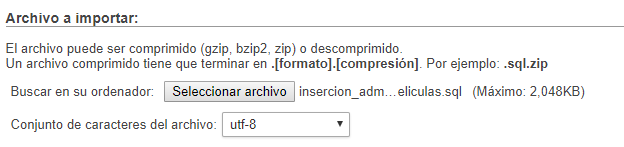 Archivo a importar:
El archivo puede ser comprimido (gzip, bzip2, zip) o descomprimido.
Un archivo comprimido tiene que terminar en .[formato].[compresión]. Por ejemplo: .sql.zip
Buscar en su ordenador: Seleccionar archivo insercion_adm…eliculas.sql (Máximo: 2,048KB)
Conjunto de caracteres del archivo: utf-8